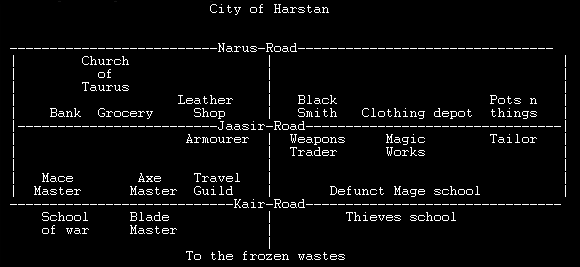 City of Harstan
Narus-Road
Church
of
Taurus
Leather Black Pots n
Bank Grocery Shop Smith Clothing depot things
Jaasir-Road
Armourer Weapons Magic Tailor
Trader Works
Mace Axe Travel
Master Master Guild Defunct Mage school
Kair-Road
School Blade Thieves school
of war Master
To the frozen wastes